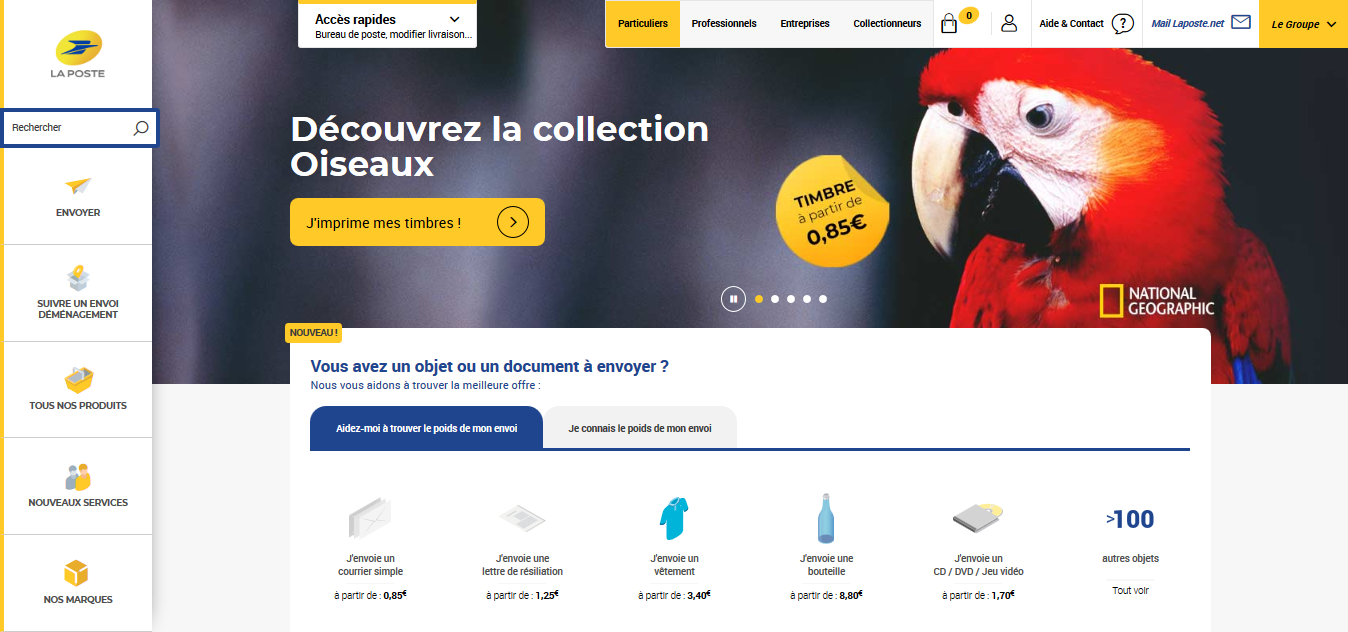 LA POSTE
Rechercher
ENVOYER
SUIVRE UN ENVOI
DÉMÉNAGEMENT
TOUS NOS PRODUITS
NOUVEAUX SERVICES
NOS MARQUES
Accès rapides
Bureau de poste, modifier livraison...
Particuliers
Professionnels
Entreprises
Collectionneurs
0
Aide & Contact
?
Mail Laposte.net
Le Groupe
Découvrez la collection
Oiseaux
J'imprime mes timbres !
TIMBRE
à partir de
0,85€
NATIONAL
GEOGRAPHIC
NOUVEAU !
Vous avez un objet ou un document à envoyer ?
Nous vous aidons à trouver la meilleure offre :
Aidez-moi à trouver le poids de mon envoi
Je connais le poids de mon envoi
J'envoie un
courrier simple
à partir de : 0,85€
J'envoie une
lettre de résiliation
à partir de : 1,25€
J'envoie un
vêtement
à partir de : 3,40€
J'envoie une
bouteille
à partir de : 8,80€
J'envoie un
CD / DVD / Jeu vidéo
à partir de : 1,70€
>100
autres objets
Tout voir